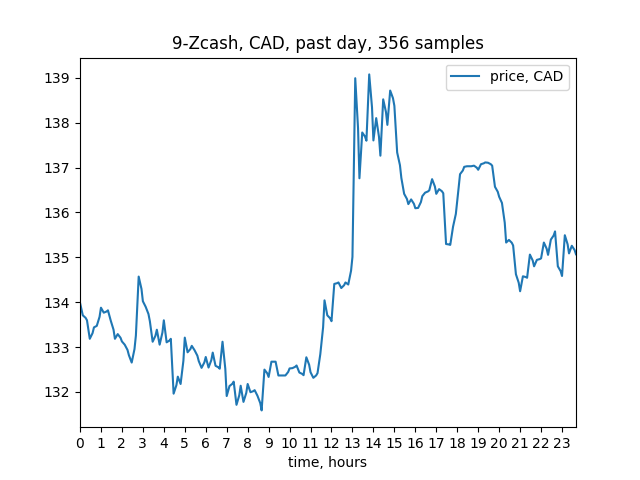 9-Zcash, CAD, past day, 356 samples
price, CAD
139
138
137
136
135
134
133
132
0 1 2 3 4 5 6 7 8 9 10 11 12 13 14 15 16 17 18 19 20 21 22 23
time, hours